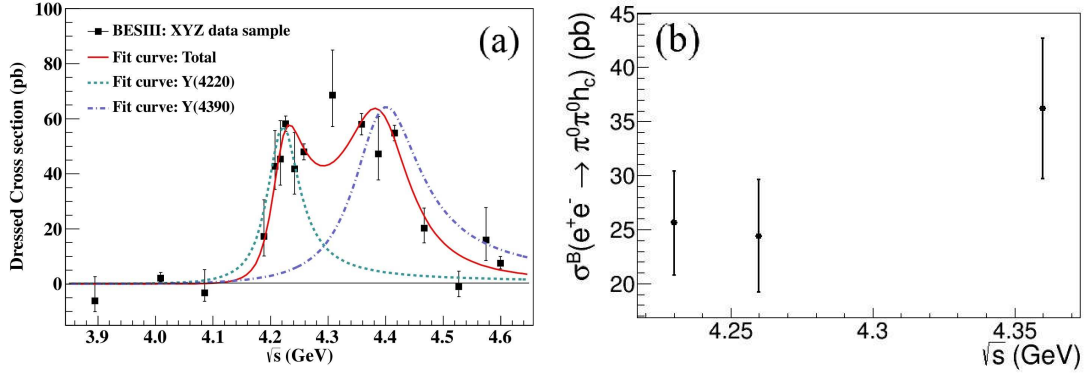 (a)
BESIII: XYZ data sample
Fit curve: Total
Fit curve: Y(4220)
Fit curve: Y(4390)
Dressed Cross section (pb)
100
80
60
40
20
0
3.9 4.0 4.1 4.2 4.3 4.4 4.5 4.6
√s (GeV)
(b)
σᴮ(e⁺e⁻ → π⁰π⁰h_c) (pb)
45
40
35
30
25
20
4.25 4.3 4.35
√s (GeV)